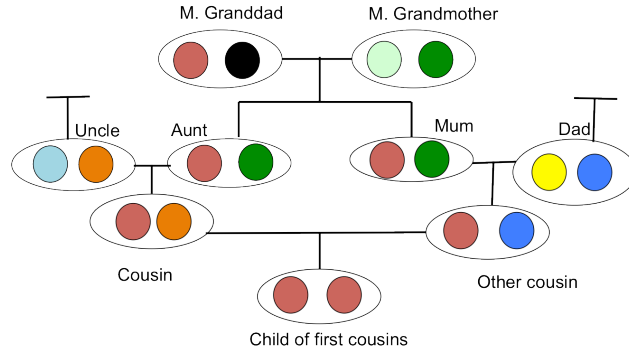 M. Granddad
M. Grandmother
Uncle
Aunt
Mum
Dad
Cousin
Other cousin
Child of first cousins